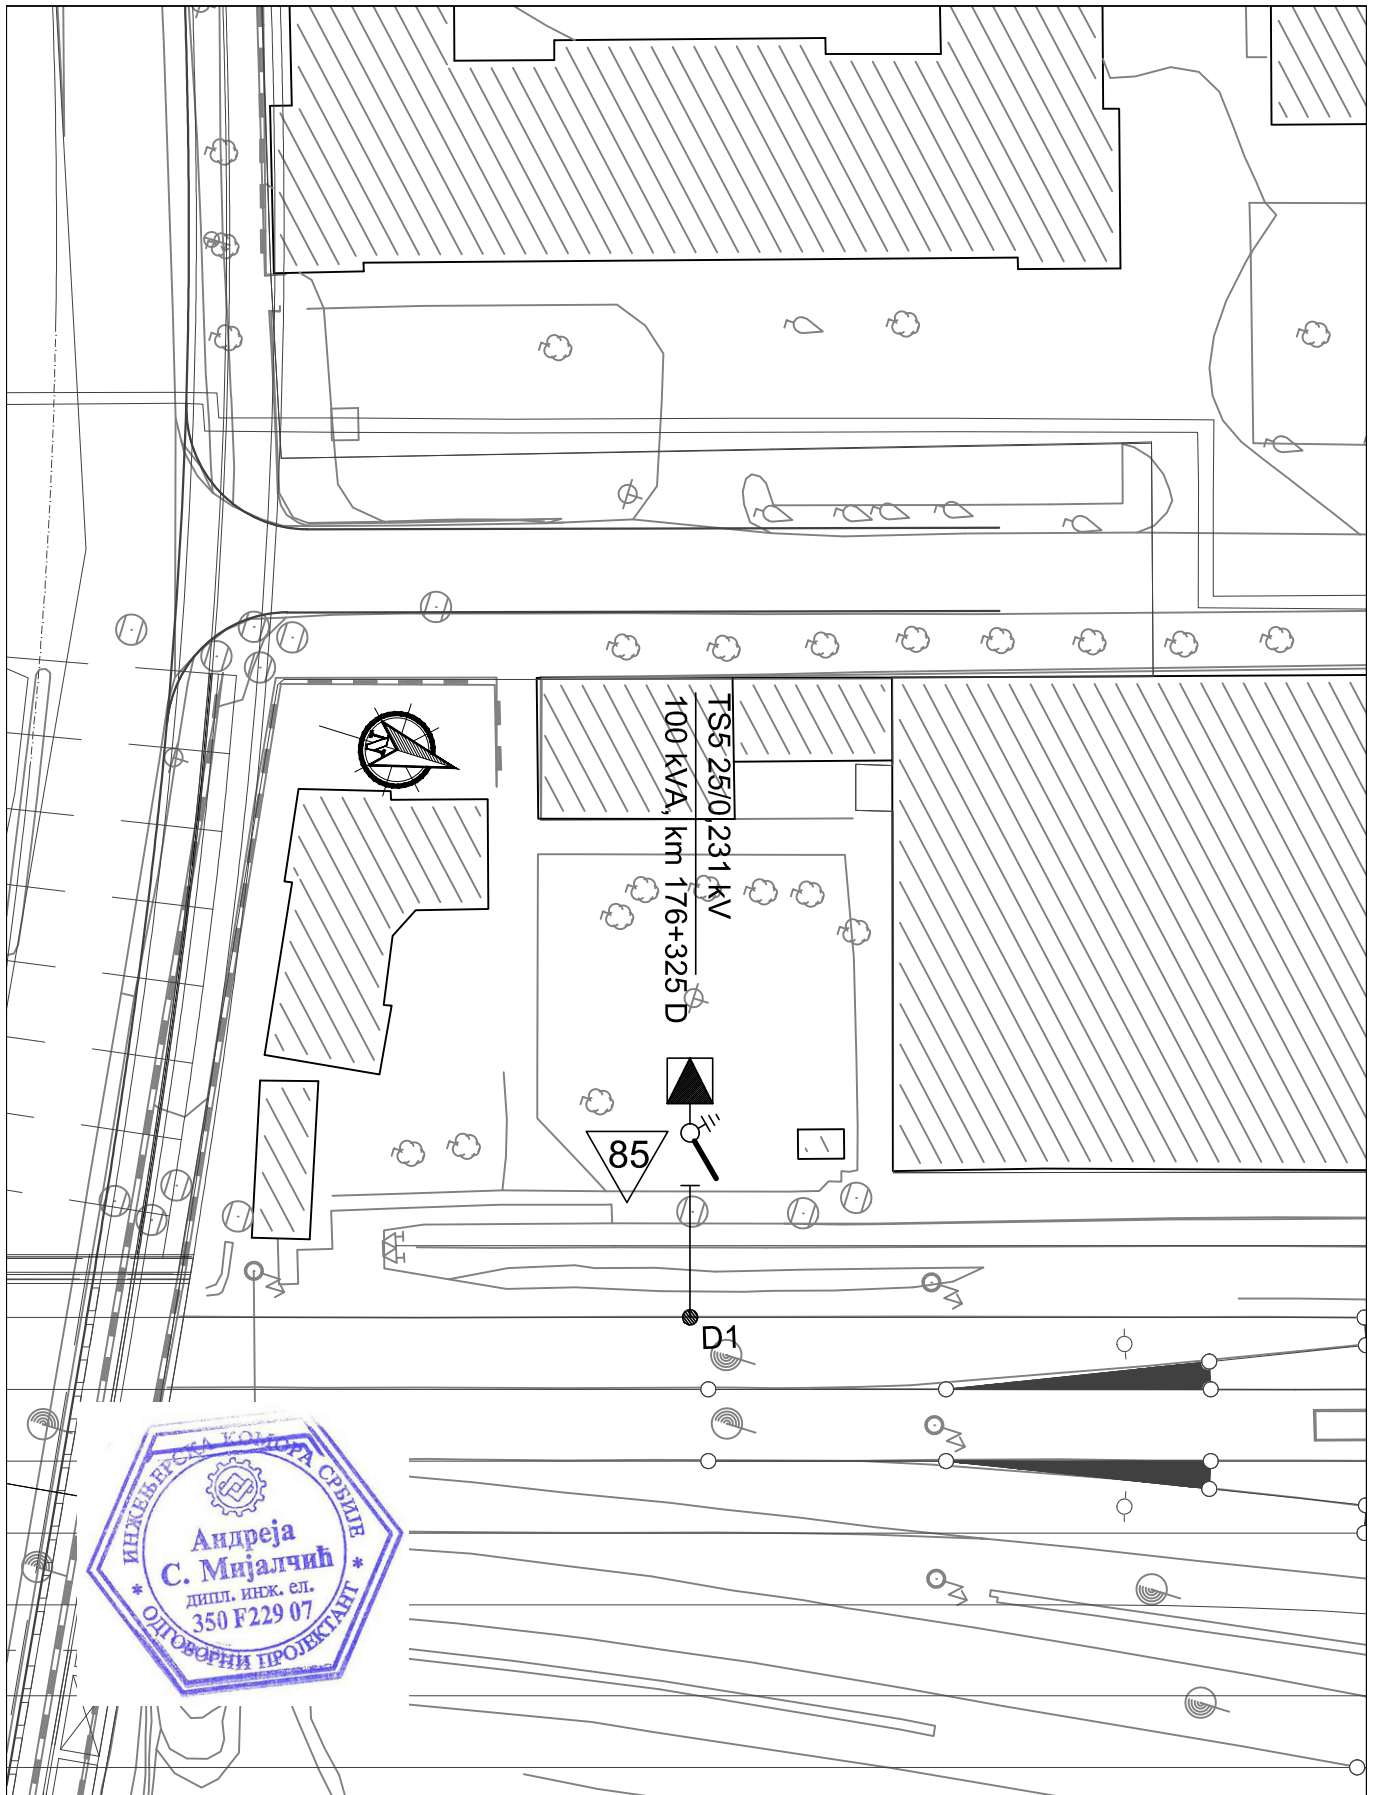 TS5 25/0,231 kV
100 kVA, km 176+325 D
85
D1
ИНЖЕЊЕРСКА КОМОРА СРБИЈЕ
Андреја
С. Мијалчић
дипл. инж. ел.
350 F229 07
* ОДГОВОРНИ ПРОЈЕКТАНТ *